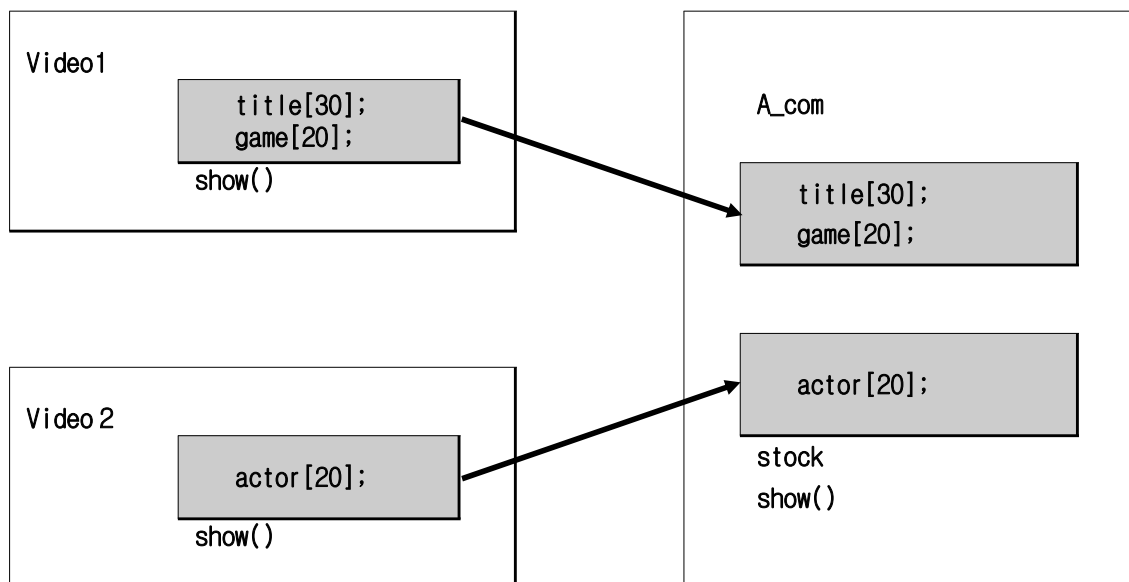 Video1
title[30];
game[20];
show()
Video2
actor[20];
show()
A_com
title[30];
game[20];
actor[20];
stock
show()